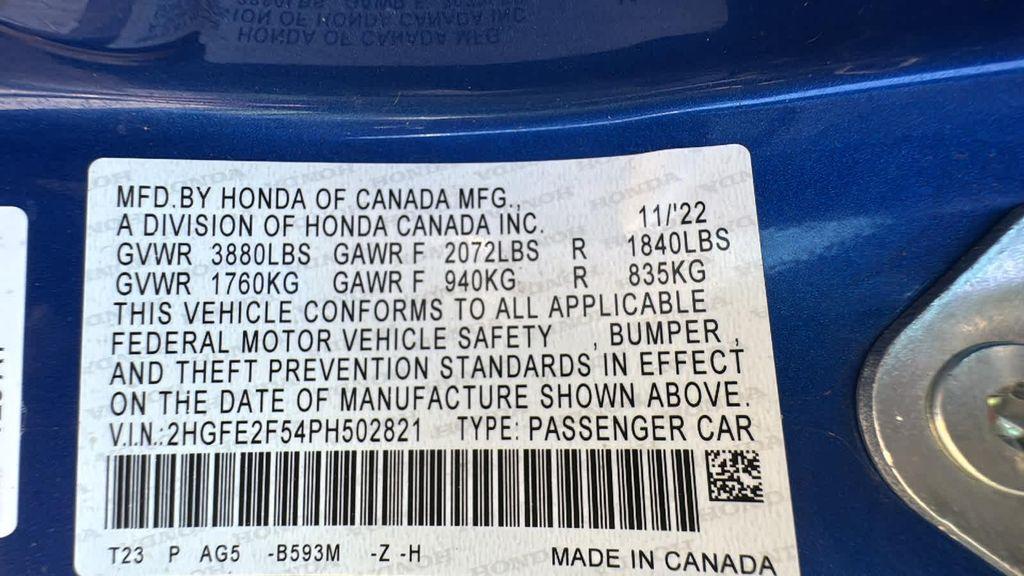 MFD.BY HONDA OF CANADA MFG.,
A DIVISION OF HONDA CANADA INC. 11/'22
GVWR 3880LBS GAWR F 2072LBS R 1840LBS
GVWR 1760KG GAWR F 940KG R 835KG
THIS VEHICLE CONFORMS TO ALL APPLICABLE
FEDERAL MOTOR VEHICLE SAFETY , BUMPER ,
AND THEFT PREVENTION STANDARDS IN EFFECT
ON THE DATE OF MANUFACTURE SHOWN ABOVE.
V.I.N.:2HGFE2F54PH502821 TYPE: PASSENGER CAR
T23 P AG5 -B593M -Z -H MADE IN CANADA